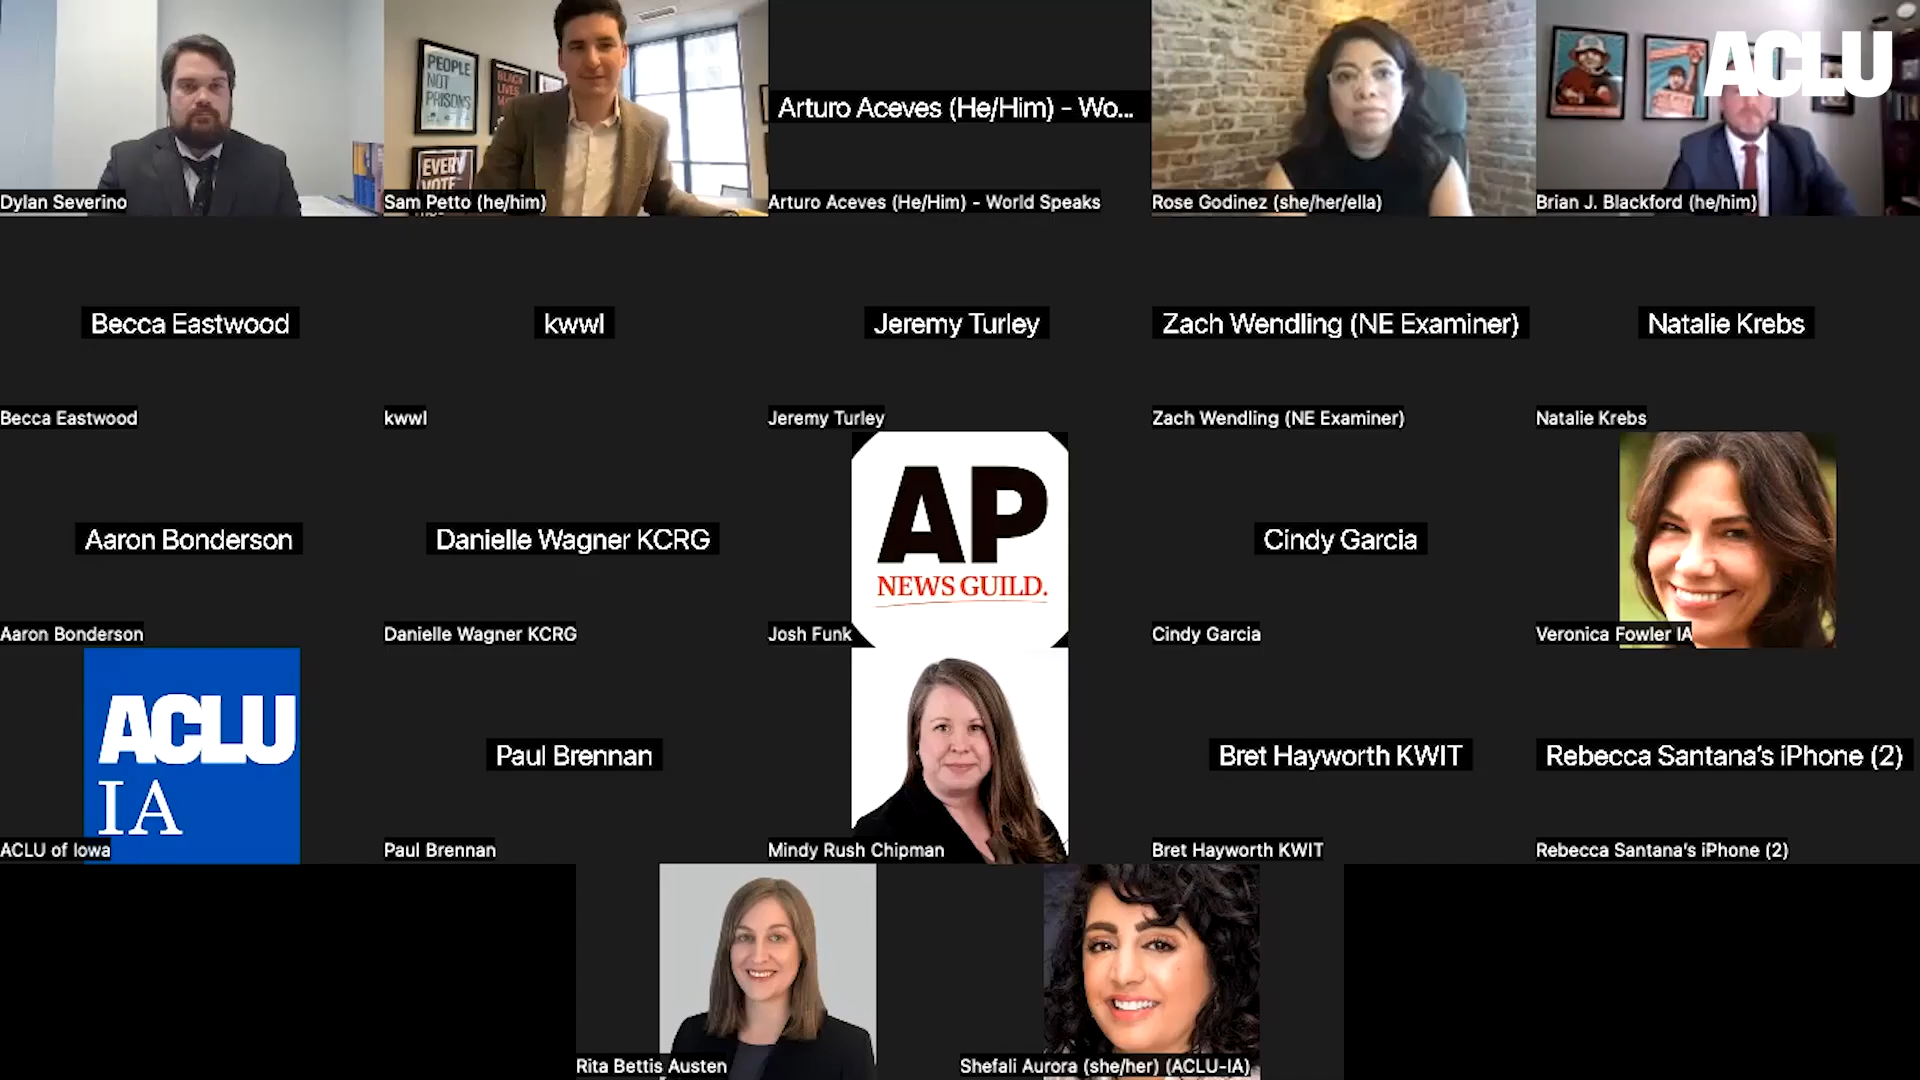 PEOPLE
NOT
PRISONS
BLACK
LIVES
EVERY
VOTE
Dylan Severino
Sam Petto (he/him)
Arturo Aceves (He/Him) - Wo...
Arturo Aceves (He/Him) - World Speaks
Rose Godinez (she/her/ella)
ACLU
Brian J. Blackford (he/him)
Becca Eastwood
Becca Eastwood
kwwl
kwwl
Jeremy Turley
Jeremy Turley
Zach Wendling (NE Examiner)
Zach Wendling (NE Examiner)
Natalie Krebs
Natalie Krebs
Aaron Bonderson
Aaron Bonderson
Danielle Wagner KCRG
Danielle Wagner KCRG
AP
NEWS GUILD.
Josh Funk
Cindy Garcia
Cindy Garcia
Veronica Fowler IA
ACLU
IA
ACLU of Iowa
Paul Brennan
Paul Brennan
Mindy Rush Chipman
Bret Hayworth KWIT
Bret Hayworth KWIT
Rebecca Santana's iPhone (2)
Rebecca Santana's iPhone (2)
Rita Bettis Austen
Shefali Aurora (she/her) (ACLU-IA)